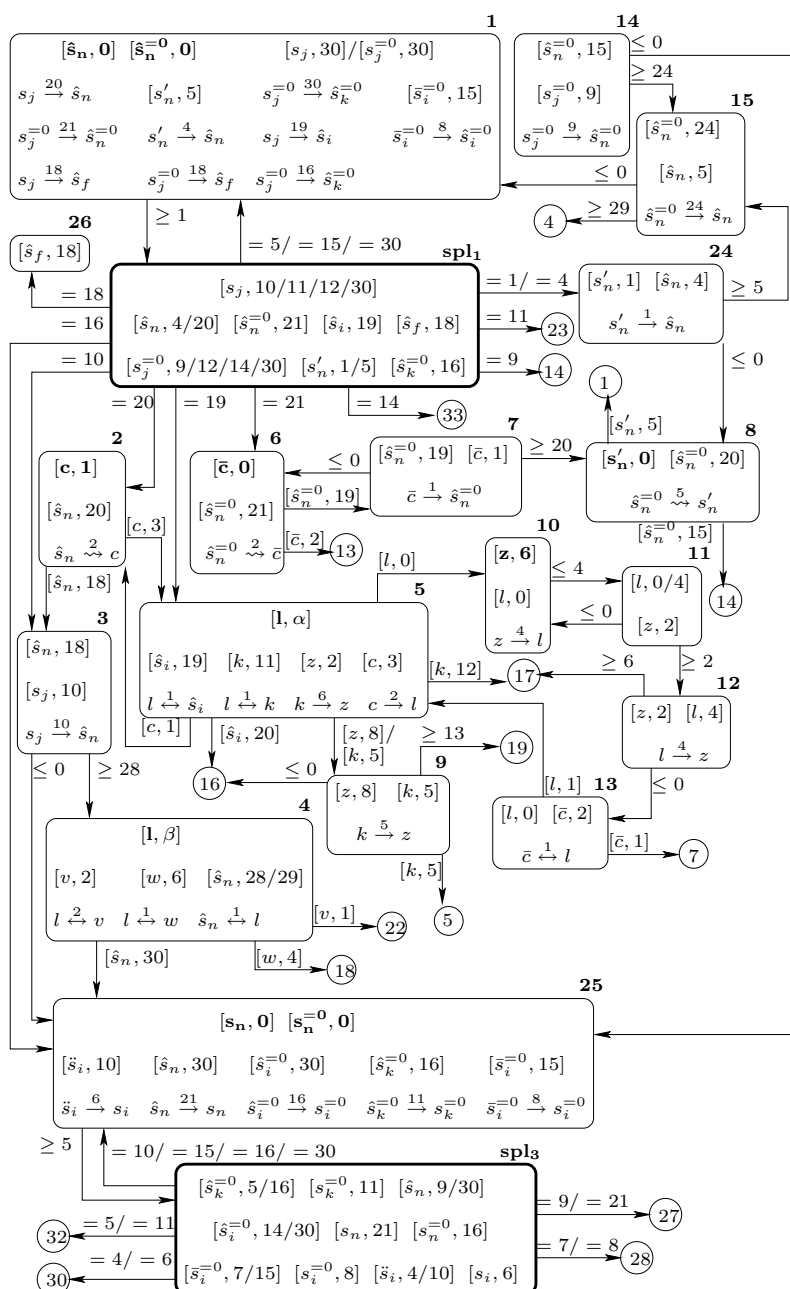 1
[ŝ_n, 0] [ŝ_n^{=0}, 0] [s_j, 30]/[s_j^{=0}, 30]
s_j →^{20} ŝ_n [s′_n, 5] s_j^{=0} →^{30} ŝ_k^{=0} [s̄_i^{=0}, 15]
s_j^{=0} →^{21} ŝ_n^{=0} s′_n →^{4} ŝ_n s_j →^{19} ŝ_i s̄_i^{=0} →^{8} ŝ_i^{=0}
s_j →^{18} ŝ_f s_j^{=0} →^{18} ŝ_f s_j^{=0} →^{16} ŝ_k^{=0}
14
[ŝ_n^{=0}, 15]
[s_j^{=0}, 9]
s_j^{=0} →^{9} ŝ_n^{=0}
≤ 0
≥ 24
15
[ŝ_n^{=0}, 24]
[ŝ_n, 5]
ŝ_n^{=0} →^{24} ŝ_n
≤ 0
≥ 29
4
≥ 1
= 5/ = 15/ = 30
26
[ŝ_f, 18]
= 18
= 16
= 10
spl_1
[s_j, 10/11/12/30]
[ŝ_n, 4/20] [ŝ_n^{=0}, 21] [ŝ_i, 19] [ŝ_f, 18]
[s_j^{=0}, 9/12/14/30] [s′_n, 1/5] [ŝ_k^{=0}, 16]
= 1/ = 4
= 11
23
= 9
14
24
[s′_n, 1] [ŝ_n, 4]
s′_n →^{1} ŝ_n
≥ 5
≤ 0
= 20
= 19
= 21
= 14
33
1
[s′_n, 5]
2
[c, 1]
[ŝ_n, 20]
ŝ_n ⇝^{2} c
[c, 3]
[ŝ_n, 18]
6
[c̄, 0]
[ŝ_n^{=0}, 21]
ŝ_n^{=0} ⇝^{2} c̄
≤ 0
[ŝ_n^{=0}, 19]
[c̄, 2]
13
7
[ŝ_n^{=0}, 19] [c̄, 1]
c̄ →^{1} ŝ_n^{=0}
≥ 20
8
[s′_n, 0] [ŝ_n^{=0}, 20]
ŝ_n^{=0} ⇝^{5} s′_n
[ŝ_n^{=0}, 15]
14
10
[z, 6]
[l, 0]
z →^{4} l
[l, 0]
≤ 4
≤ 0
11
[l, 0/4]
[z, 2]
≥ 2
3
[ŝ_n, 18]
[s_j, 10]
s_j →^{10} ŝ_n
≤ 0
≥ 28
5
[l, α]
[ŝ_i, 19] [k, 11] [z, 2] [c, 3]
l ↔^{1} ŝ_i l ↔^{1} k k →^{6} z c →^{2} l
[c, 1]
[ŝ_i, 20]
[z, 8]/
[k, 5]
[k, 12]
17
≥ 6
12
[z, 2] [l, 4]
l →^{4} z
≤ 0
16
≤ 0
9
[z, 8] [k, 5]
k →^{5} z
≥ 13
19
[k, 5]
5
[l, 1]
13
[l, 0] [c̄, 2]
c̄ ↔^{1} l
[c̄, 1]
7
4
[l, β]
[v, 2] [w, 6] [ŝ_n, 28/29]
l ↔^{2} v l ↔^{1} w ŝ_n ↔^{1} l
[v, 1]
22
[ŝ_n, 30]
[w, 4]
18
25
[s_n, 0] [s_n^{=0}, 0]
[s̈_i, 10] [ŝ_n, 30] [ŝ_i^{=0}, 30] [ŝ_k^{=0}, 16] [s̄_i^{=0}, 15]
s̈_i →^{6} s_i ŝ_n →^{21} s_n ŝ_i^{=0} →^{16} s_i^{=0} ŝ_k^{=0} →^{11} s_k^{=0} s̄_i^{=0} →^{8} s_i^{=0}
≥ 5
= 10/ = 15/ = 16/ = 30
spl_3
[ŝ_k^{=0}, 5/16] [s_k^{=0}, 11] [ŝ_n, 9/30]
[ŝ_i^{=0}, 14/30] [s_n, 21] [s_n^{=0}, 16]
[s̄_i^{=0}, 7/15] [s_i^{=0}, 8] [s̈_i, 4/10] [s_i, 6]
= 5/ = 11
32
= 4/ = 6
30
= 9/ = 21
27
= 7/ = 8
28